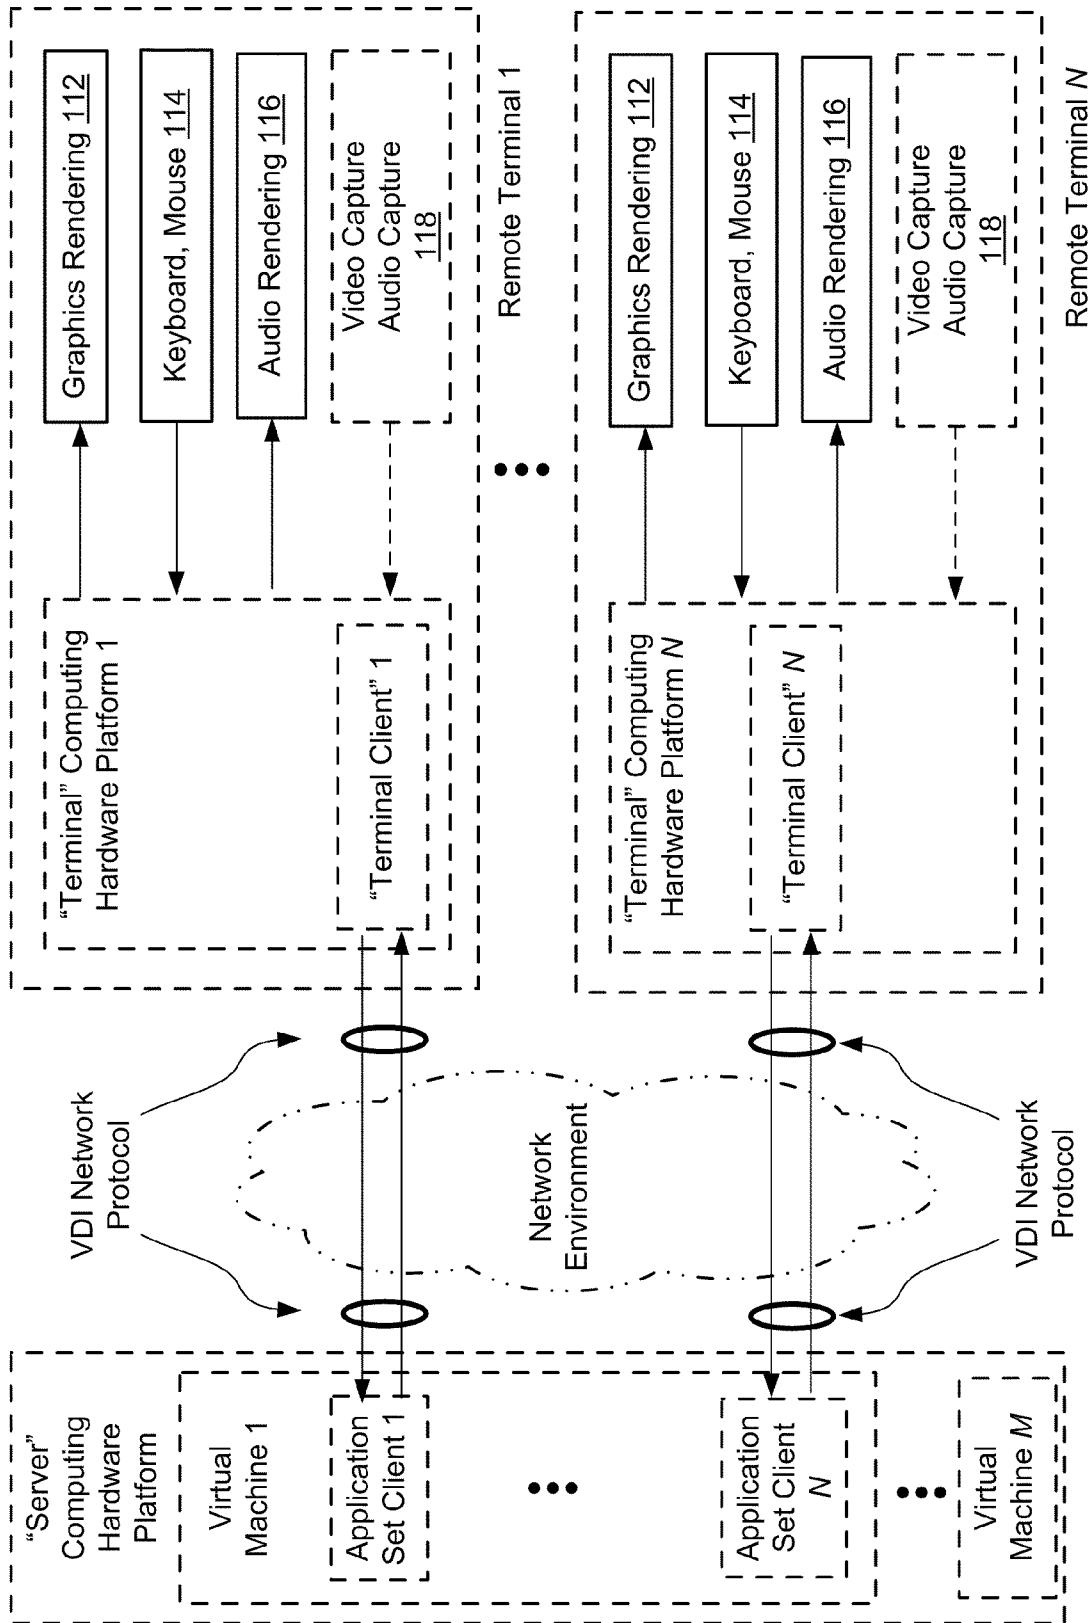 “Server”
Computing
Hardware
Platform
Virtual
Machine 1
Application
Set Client 1
Application
Set Client
N
Virtual
Machine M
VDI Network
Protocol
Network
Environment
VDI Network
Protocol
“Terminal” Computing
Hardware Platform 1
“Terminal Client” 1
Graphics Rendering 112
Keyboard, Mouse 114
Audio Rendering 116
Video Capture
Audio Capture
118
Remote Terminal 1
“Terminal” Computing
Hardware Platform N
“Terminal Client” N
Graphics Rendering 112
Keyboard, Mouse 114
Audio Rendering 116
Video Capture
Audio Capture
118
Remote Terminal N